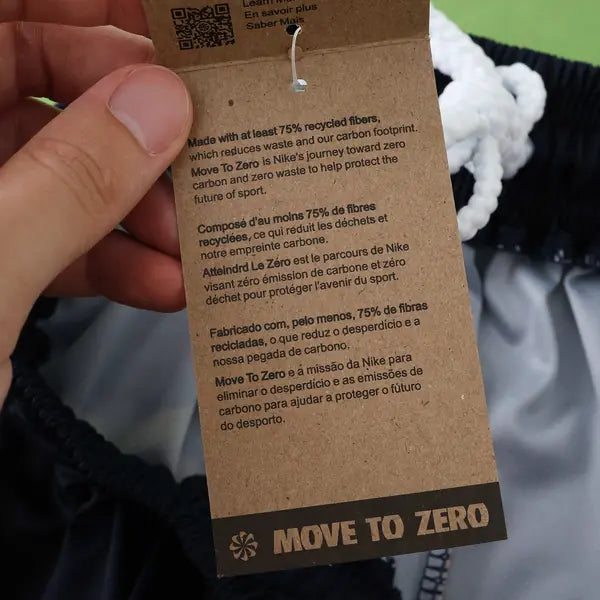 Learn More
En savoir plus
Saber Mais
Made with at least 75% recycled fibers,
which reduces waste and our carbon footprint.
Move To Zero is Nike's journey toward zero
carbon and zero waste to help protect the
future of sport.
Composé d'au moins 75% de fibres
recyclées, ce qui reduit les déchets et
notre empreinte carbone.
Atteindrd Le Zéro est le parcours de Nike
visant zéro émission de carbone et zéro
déchet pour protéger l'avenir du sport.
Fabricado com, pelo menos, 75% de fibras
recicladas, o que reduz o desperdício e a
nossa pegada de carbono.
Move To Zero e á missão da Nike para
eliminar o desperdício e as emissões de
carbono para ajudar a proteger o fúturo
do desporto.
MOVE TO ZERO